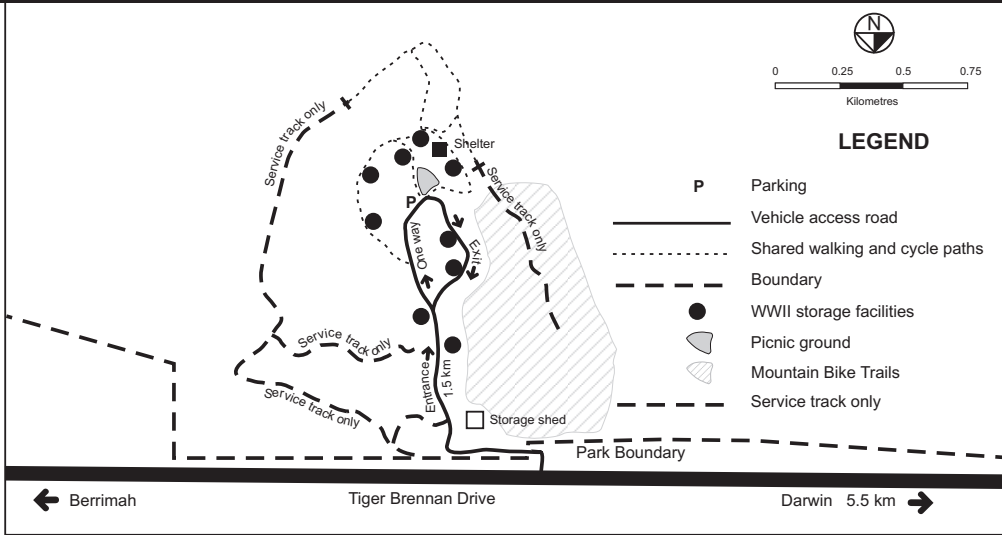 N
0 0.25 0.5 0.75
Kilometres
LEGEND
P Parking
Vehicle access road
Shared walking and cycle paths
Boundary
WWII storage facilities
Picnic ground
Mountain Bike Trails
Service track only
Service track only
Shelter
Service track only
P
One way
Exit
Service track only
Entrance
1.5 km
Service track only
Storage shed
Park Boundary
Berrimah
Tiger Brennan Drive
Darwin 5.5 km